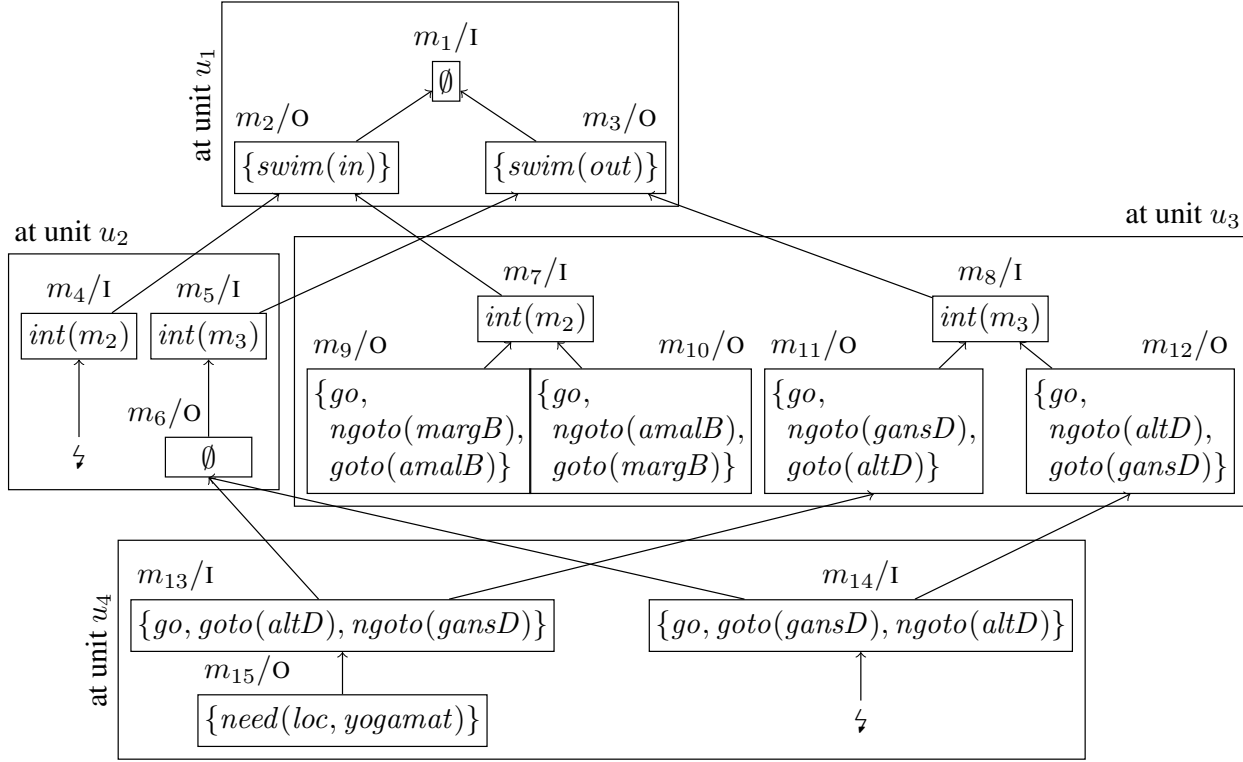 at unit u₁
m₁/I
∅
m₂/O
m₃/O
{swim(in)}
{swim(out)}
at unit u₂
at unit u₃
m₄/I
m₅/I
int(m₂)
int(m₃)
m₆/O
∅
↯
m₇/I
m₈/I
int(m₂)
int(m₃)
m₉/O
m₁₀/O
m₁₁/O
m₁₂/O
{go,
ngoto(margB),
goto(amalB)}
{go,
ngoto(amalB),
goto(margB)}
{go,
ngoto(gansD),
goto(altD)}
{go,
ngoto(altD),
goto(gansD)}
at unit u₄
m₁₃/I
m₁₄/I
{go, goto(altD), ngoto(gansD)}
{go, goto(gansD), ngoto(altD)}
m₁₅/O
{need(loc, yogamat)}
↯